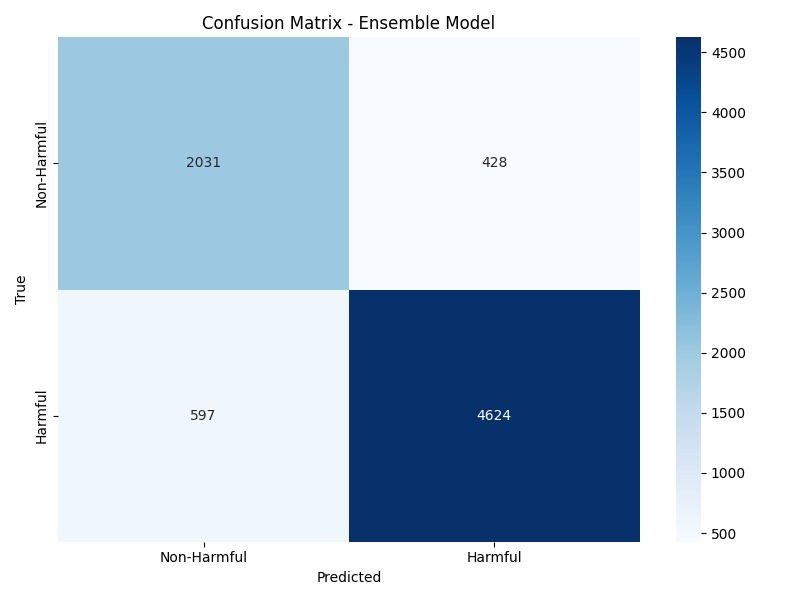 Confusion Matrix - Ensemble Model
True
Non-Harmful
Harmful
2031
428
597
4624
Non-Harmful
Harmful
Predicted
4500
4000
3500
3000
2500
2000
1500
1000
500